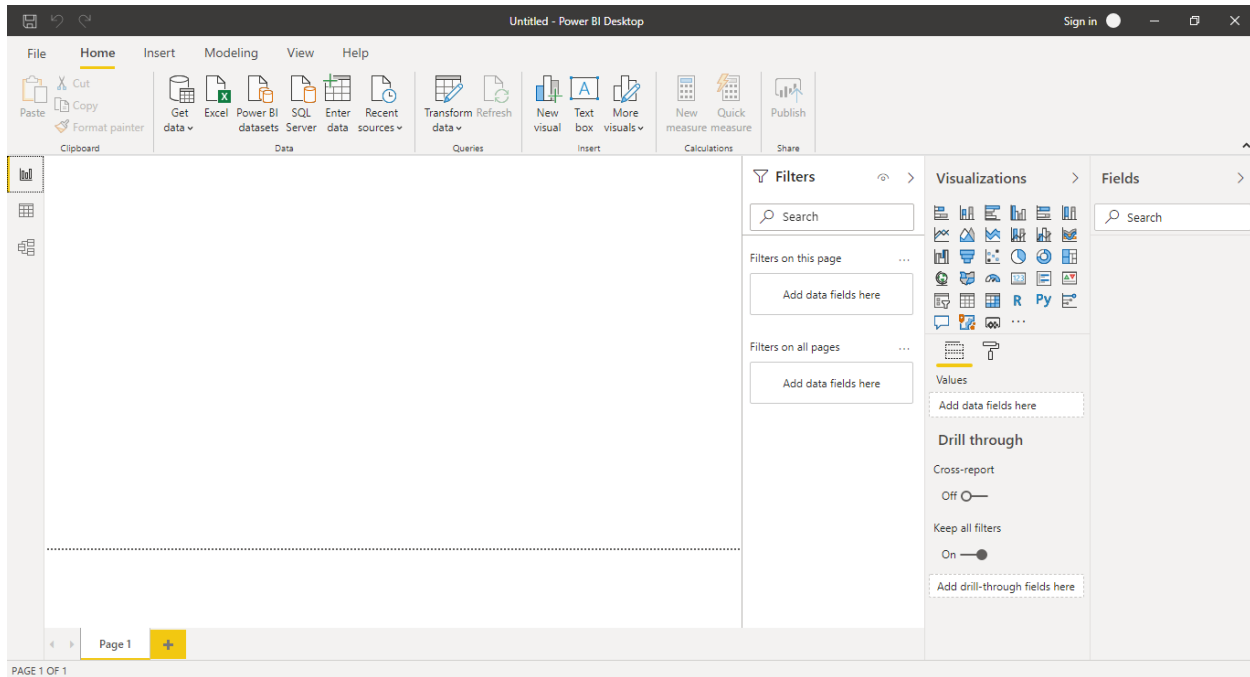 Untitled - Power BI Desktop
Sign in
File Home Insert Modeling View Help
Paste
Cut
Copy
Format painter
Clipboard
Get data
Excel
Power BI datasets
SQL Server
Enter data
Recent sources
Data
Transform data
Refresh
Queries
New visual
Text box
More visuals
Insert
New measure
Quick measure
Calculations
Publish
Share
Filters
Search
Filters on this page ...
Add data fields here
Filters on all pages ...
Add data fields here
Visualizations
123
R Py
...
Values
Add data fields here
Drill through
Cross-report
Off
Keep all filters
On
Add drill-through fields here
Fields
Search
Page 1
PAGE 1 OF 1